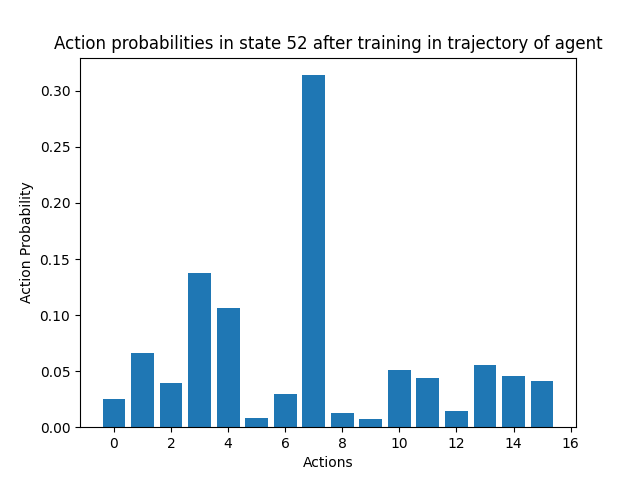 Action probabilities in state 52 after training in trajectory of agent
0.30
0.25
0.20
0.15
0.10
0.05
0.00
Action Probability
0 2 4 6 8 10 12 14 16
Actions